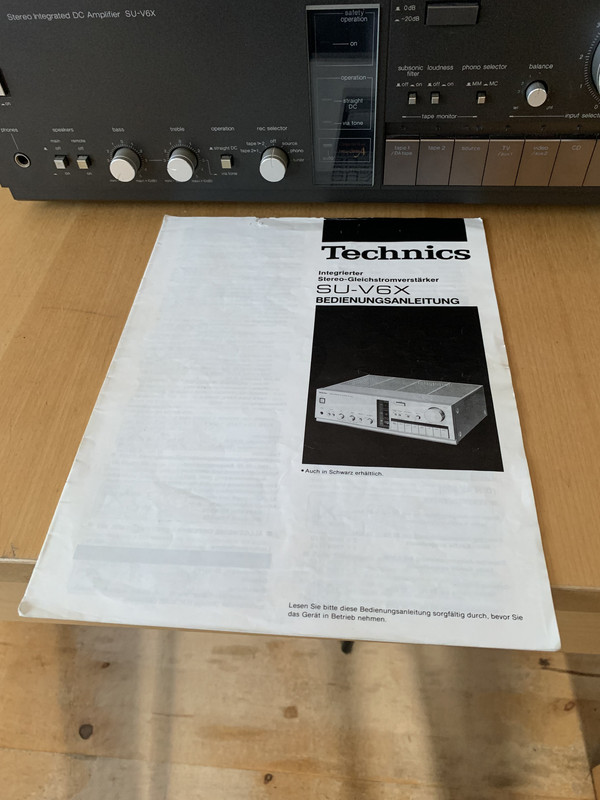 Stereo Integrated DC Amplifier SU-V6X
safety
operation
on
operation
straight
DC
via tone
0dB
-20dB
subsonic
filter
loudness
phono selector
balance
off on
off on
MM MC
tape monitor
input selector
phones
speakers
main
remote
off
off
on
on
bass
treble
operation
straight DC
via tone
rec selector
tape 1▸2
tape 2▸1
off
source
phono
tuner
tape 1
tape 2
source
TV
video
CD
Technics
Integrierter
Stereo-Gleichstromverstärker
SU-V6X
BEDIENUNGSANLEITUNG
• Auch in Schwarz erhältlich.
Lesen Sie bitte diese Bedienungsanleitung sorgfältig durch, bevor Sie
das Gerät in Betrieb nehmen.